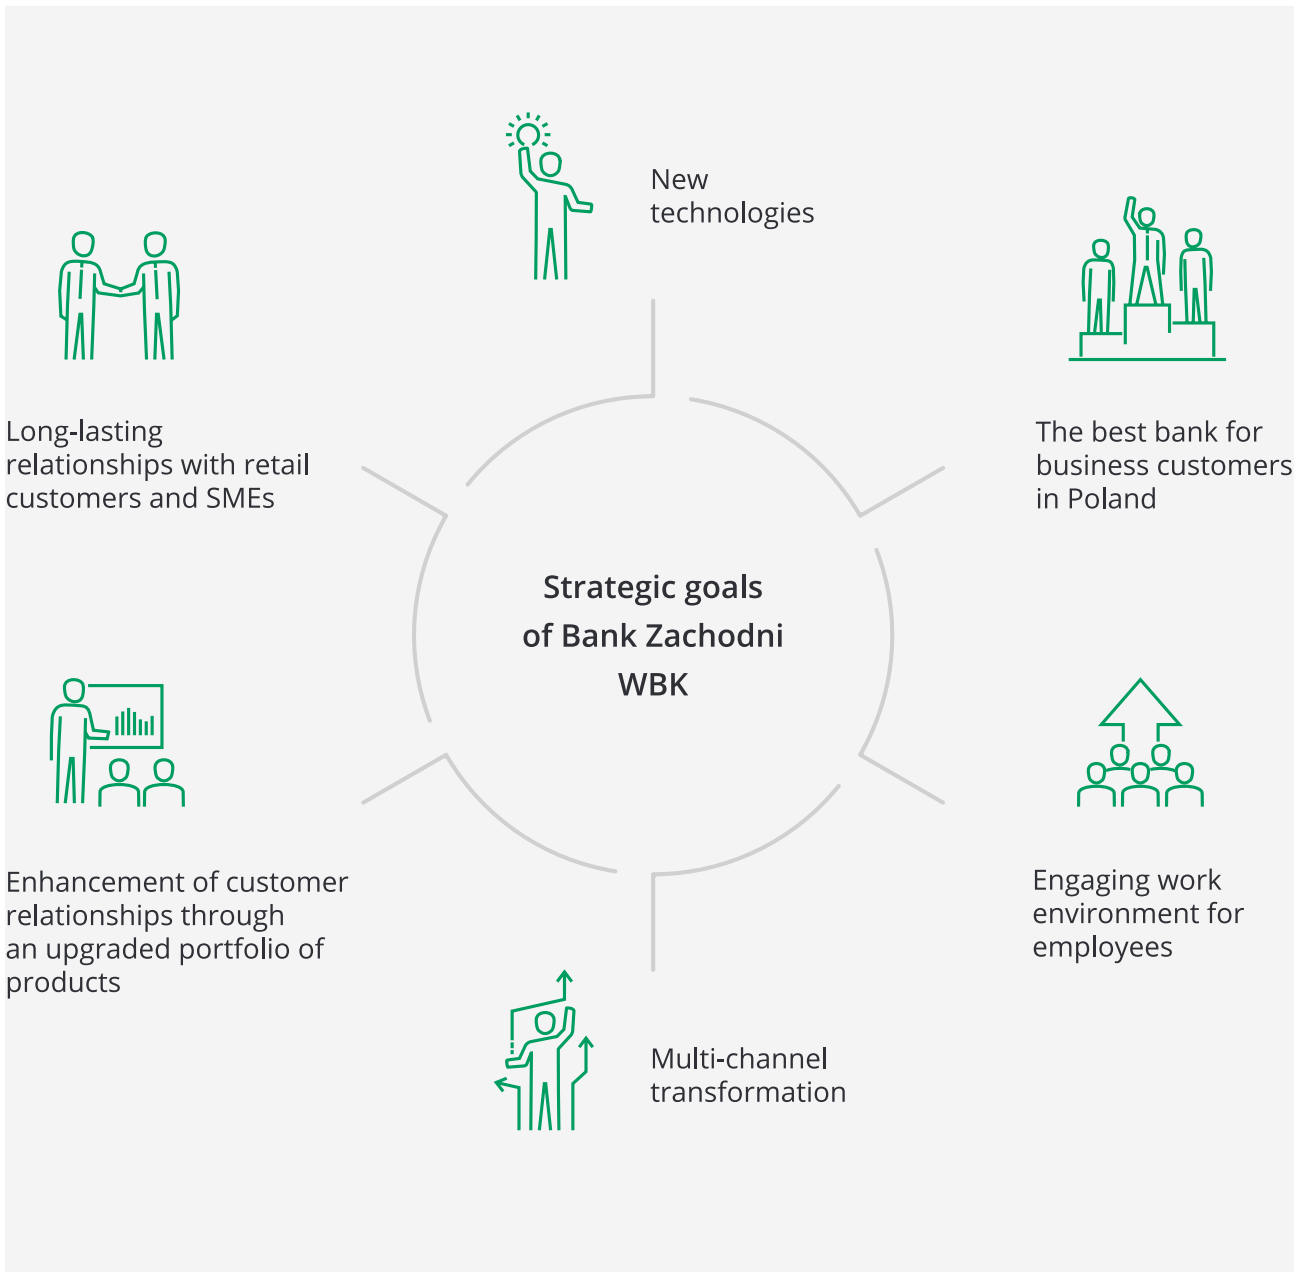 New
technologies
Long-lasting
relationships with retail
customers and SMEs
The best bank for
business customers
in Poland
Strategic goals
of Bank Zachodni
WBK
Enhancement of customer
relationships through
an upgraded portfolio of
products
Engaging work
environment for
employees
Multi-channel
transformation